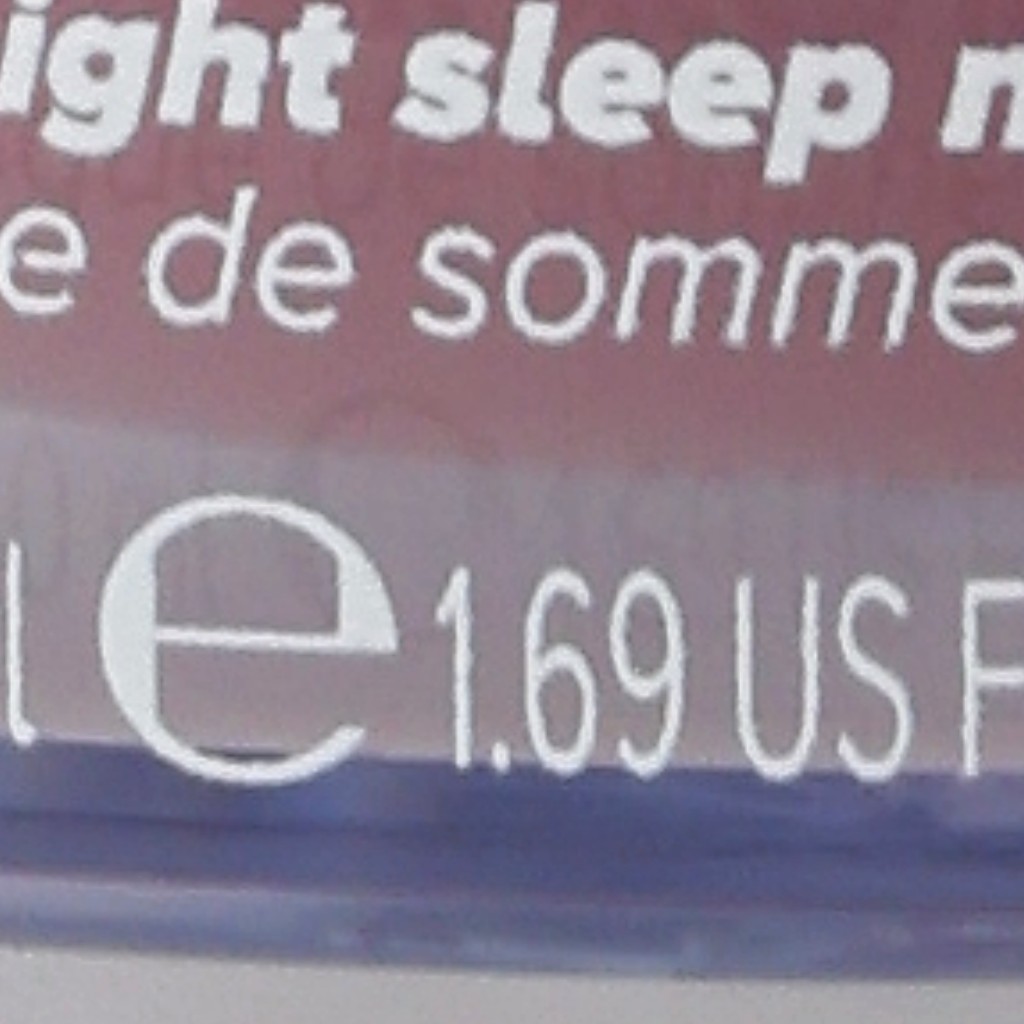 ight sleep
e de somme
l e 1.69 US F